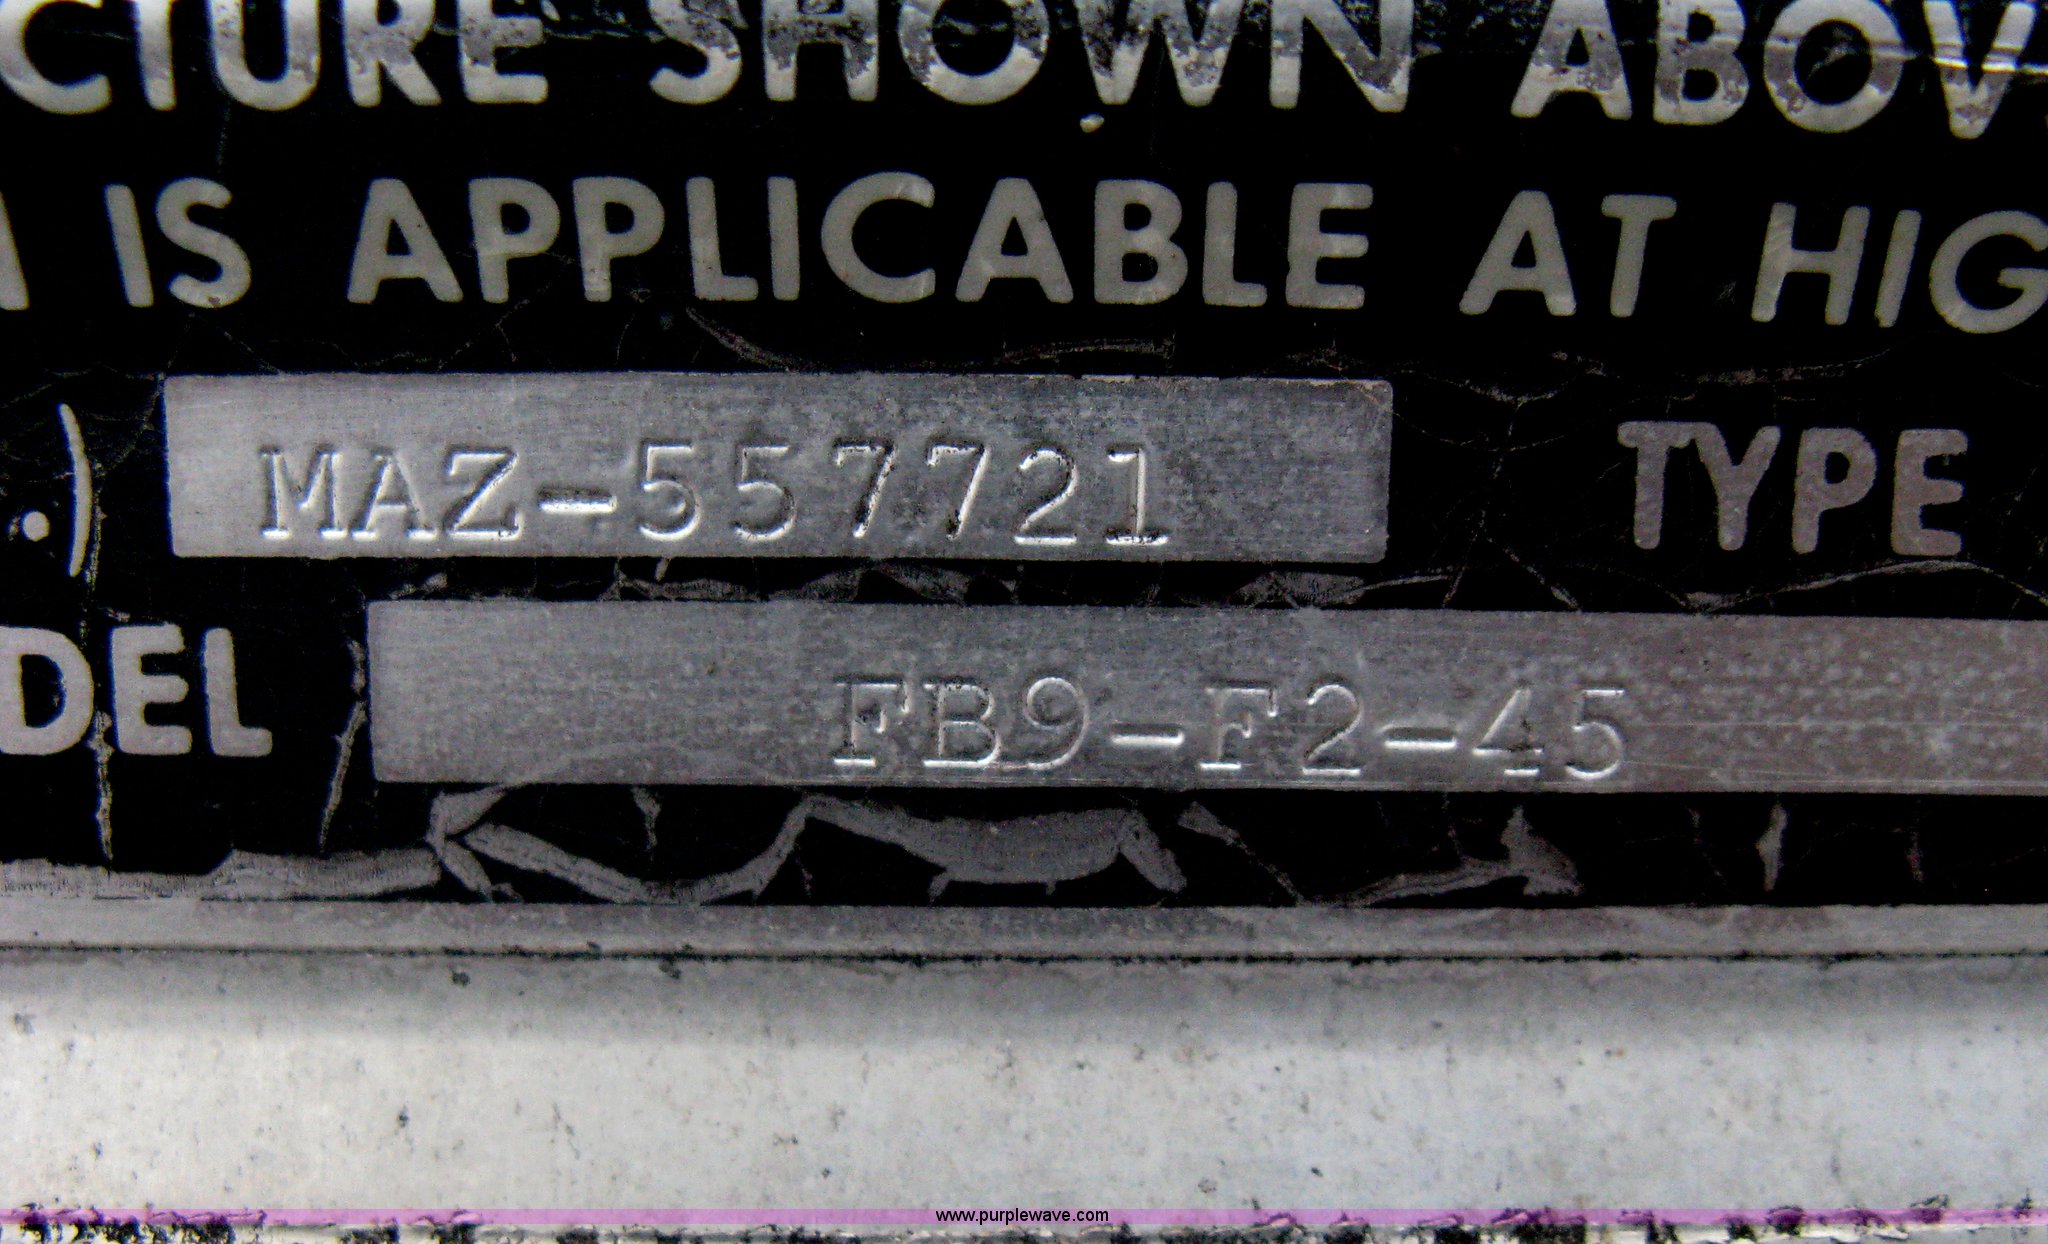 CTURE SHOWN ABOV
IS APPLICABLE AT HIG
.) MAZ-557721 TYPE
DEL FB9-F2-45
www.purplewave.com